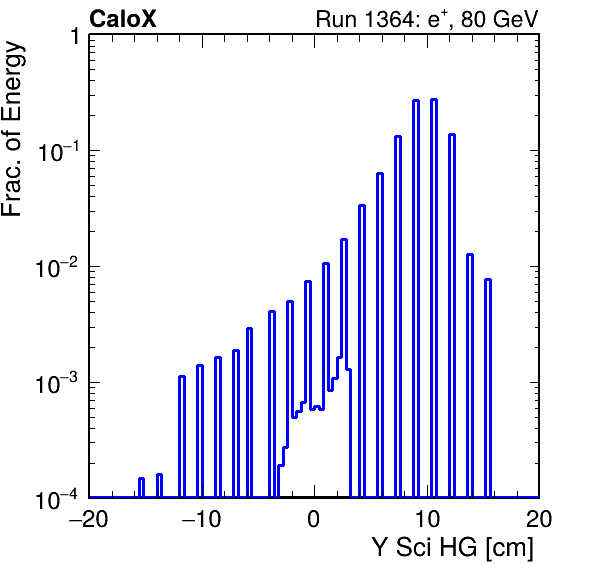 CaloX Run 1364: e⁺, 80 GeV
Frac. of Energy
1
10⁻¹
10⁻²
10⁻³
10⁻⁴
−20 −10 0 10 20
Y Sci HG [cm]